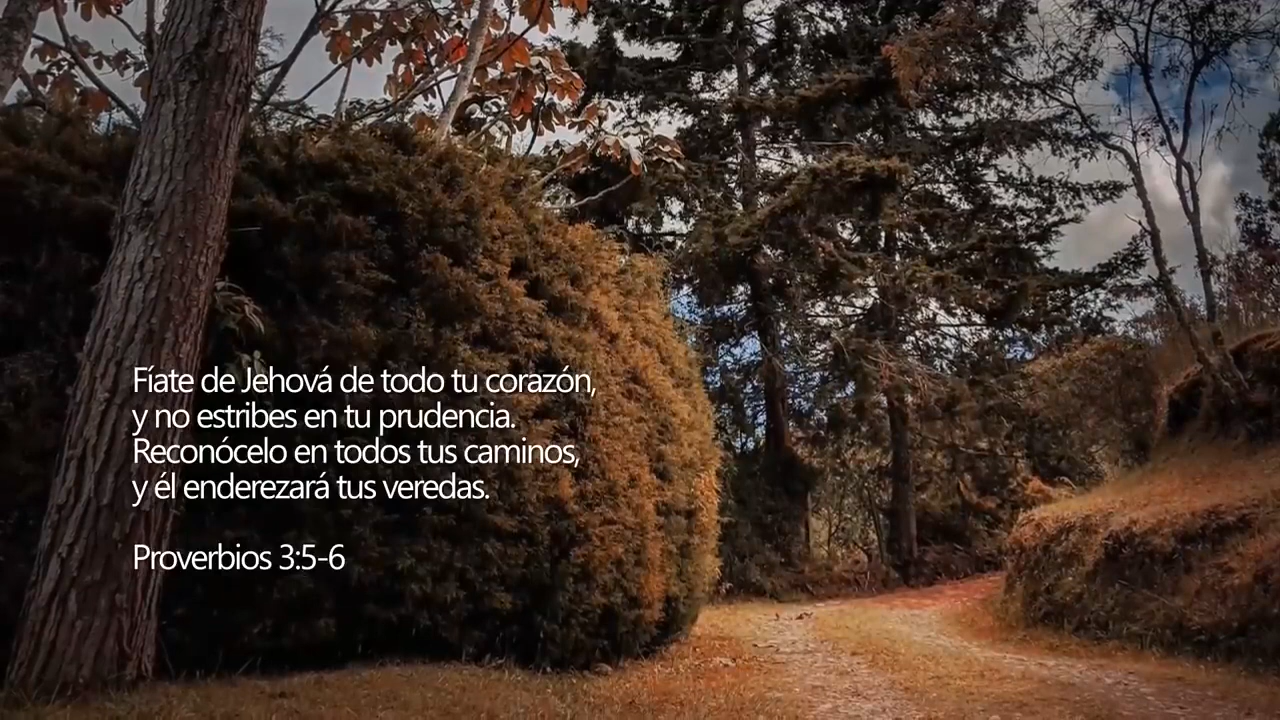 Fíate de Jehová de todo tu corazón,
y no estribes en tu prudencia.
Reconócelo en todos tus caminos,
y él enderezará tus veredas.
Proverbios 3:5-6